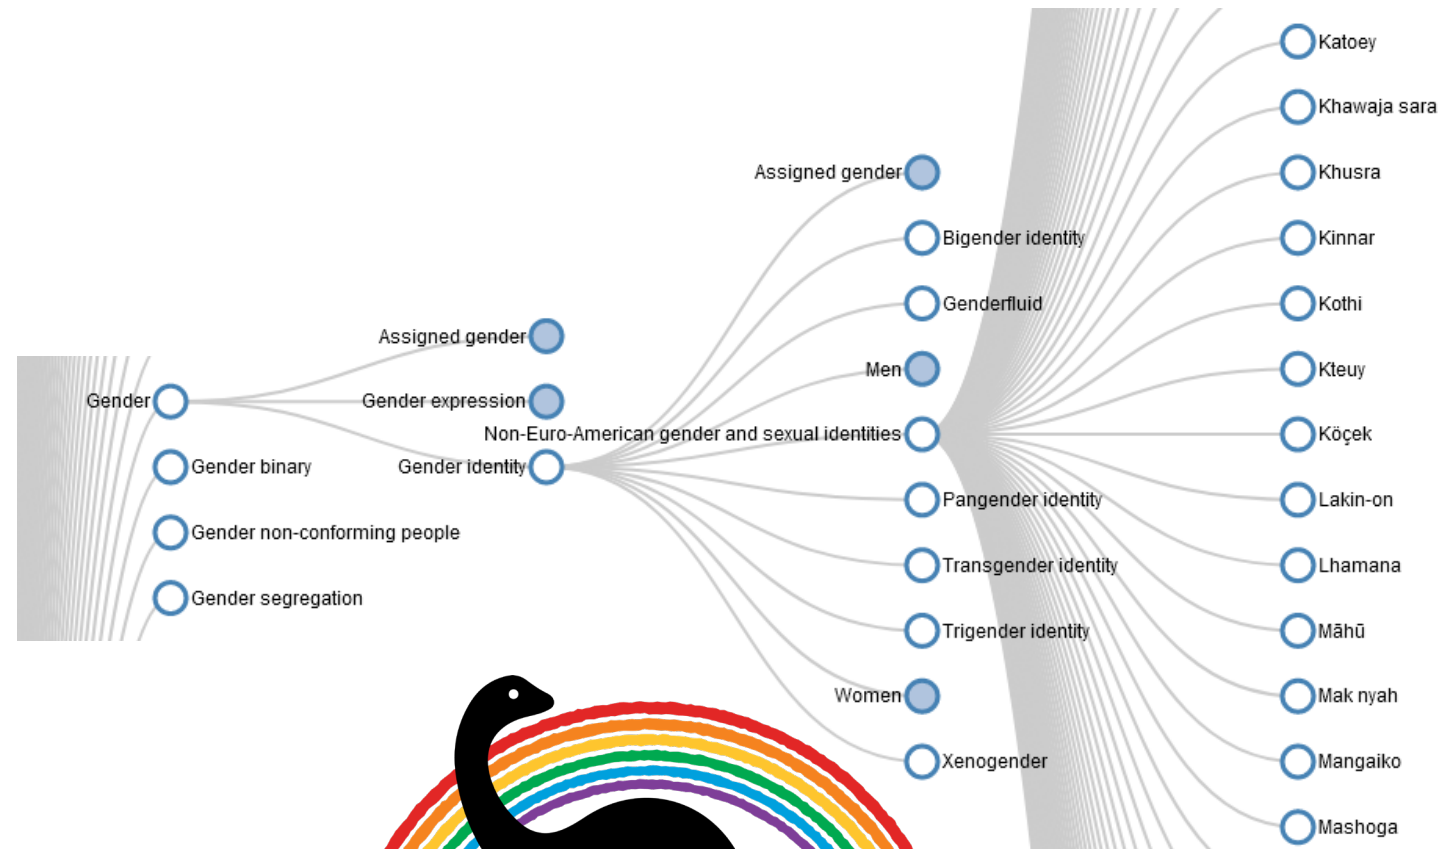 Gender
Gender binary
Gender non-conforming people
Gender segregation
Assigned gender
Gender expression
Gender identity
Assigned gender
Bigender identity
Genderfluid
Men
Non-Euro-American gender and sexual identities
Pangender identity
Transgender identity
Trigender identity
Women
Xenogender
Katoey
Khawaja sara
Khusra
Kinnar
Kothi
Kteuy
Köçek
Lakin-on
Lhamana
Māhū
Mak nyah
Mangaiko
Mashoga